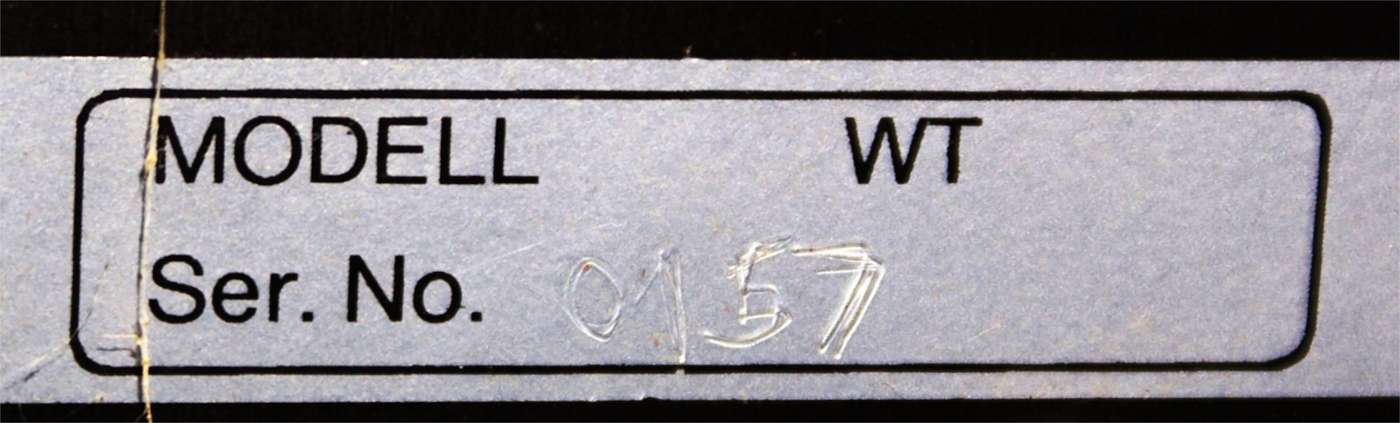 MODELL WT
Ser. No. 0157